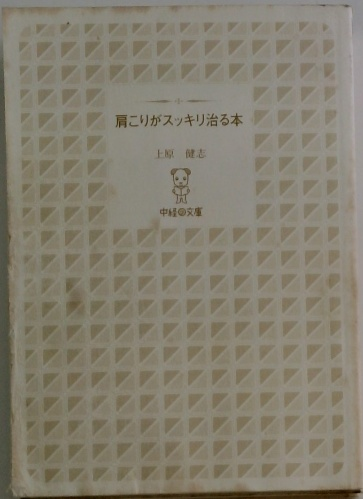 肩こりがスッキリ治る本
上原 健志
中経の文庫